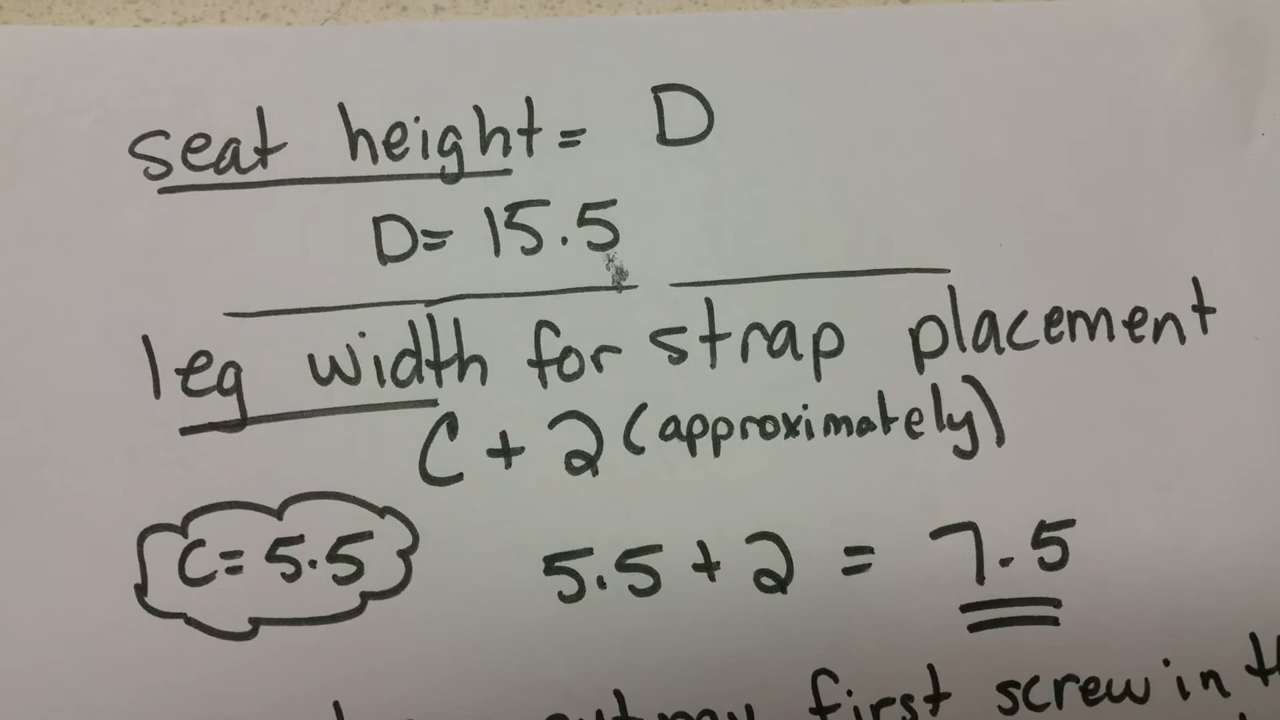 seat height = D
D = 15.5
leg width for strap placement
C + 2 (approximately)
C = 5.5
5.5 + 2 = 7.5
my first screw in